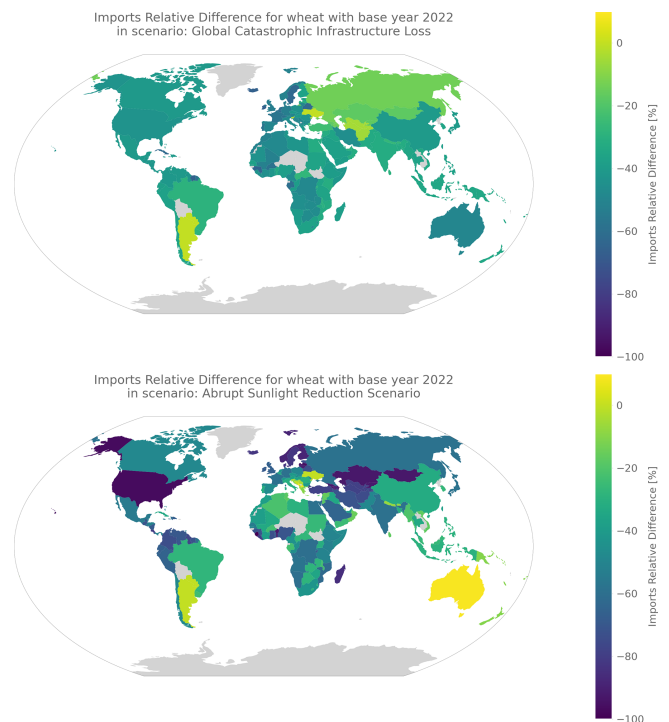 Imports Relative Difference for wheat with base year 2022
in scenario: Global Catastrophic Infrastructure Loss
0
−20
−40
−60
−80
−100
Imports Relative Difference [%]
Imports Relative Difference for wheat with base year 2022
in scenario: Abrupt Sunlight Reduction Scenario
0
−20
−40
−60
−80
−100
Imports Relative Difference [%]